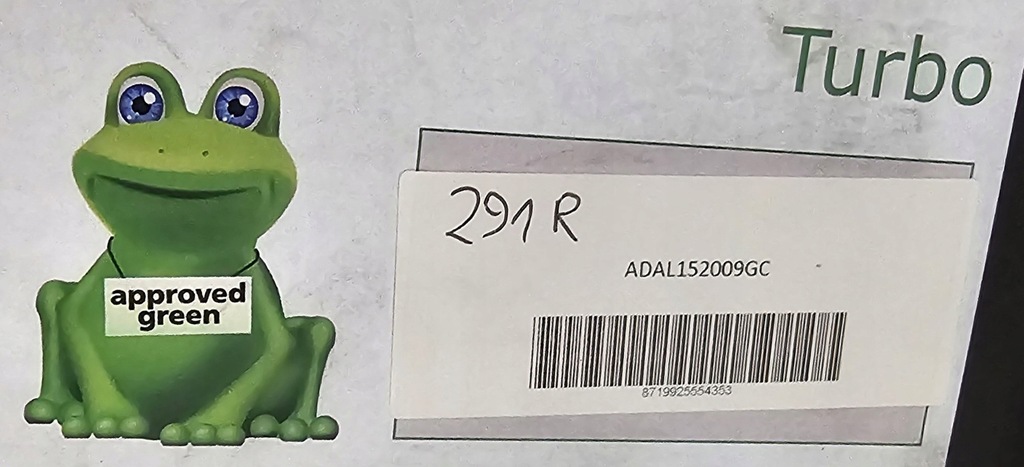 Turbo
291 R
ADAL152009GC
8719925554353
approved
green